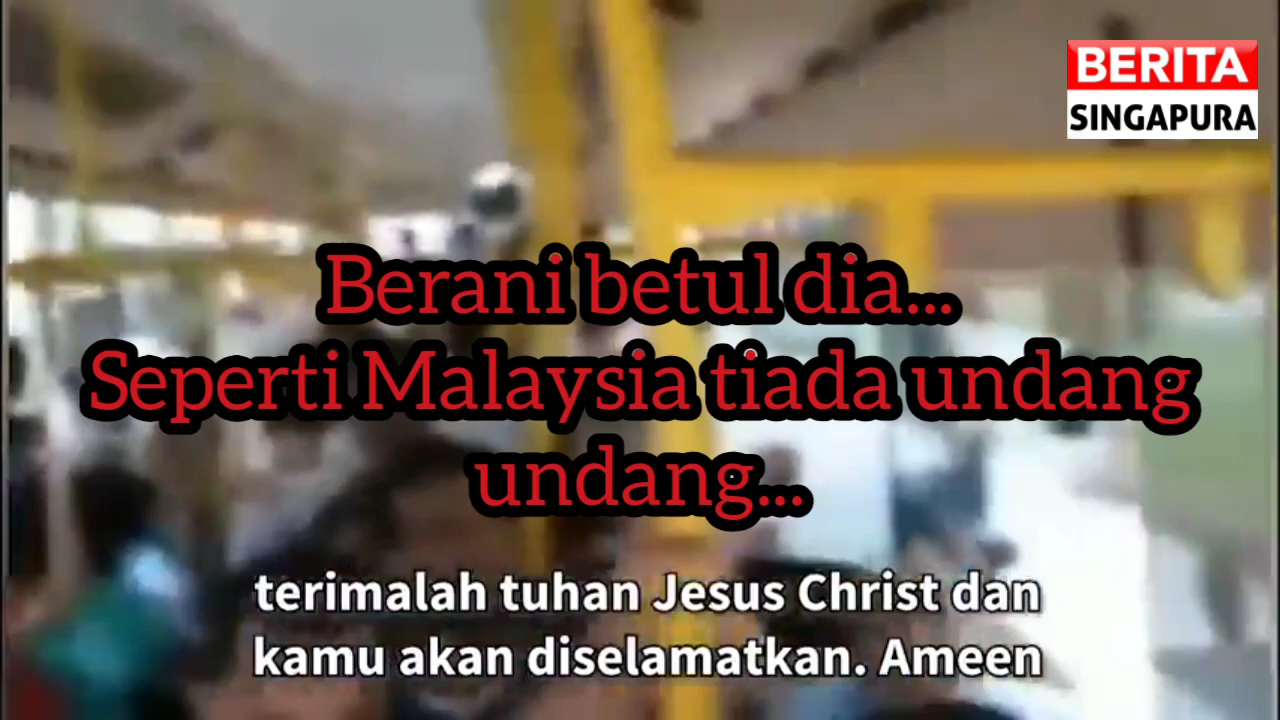 BERITA
SINGAPURA
Berani betul dia...
Seperti Malaysia tiada undang
undang...
terimalah tuhan Jesus Christ dan
kamu akan diselamatkan. Ameen